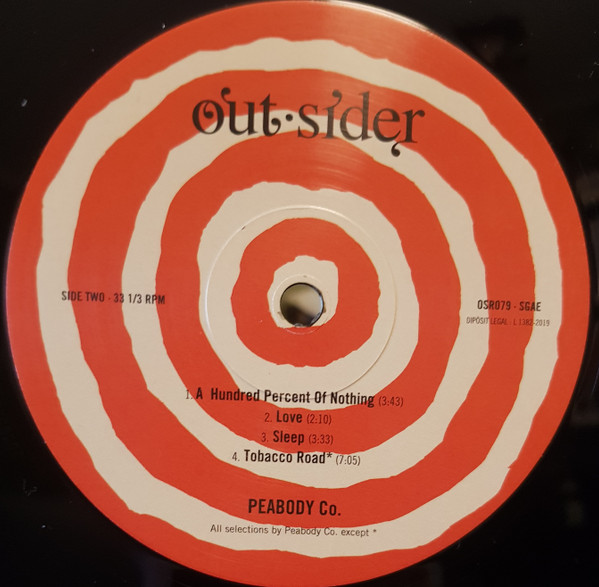 out·sider
SIDE TWO - 33 1/3 RPM
OSR079 - SGAE
DIPÒSIT LEGAL - L 1382-2019
1. A Hundred Percent Of Nothing (3:43)
2. Love (2:10)
3. Sleep (3:33)
4. Tobacco Road* (7:05)
PEABODY Co.
All selections by Peabody Co. except *